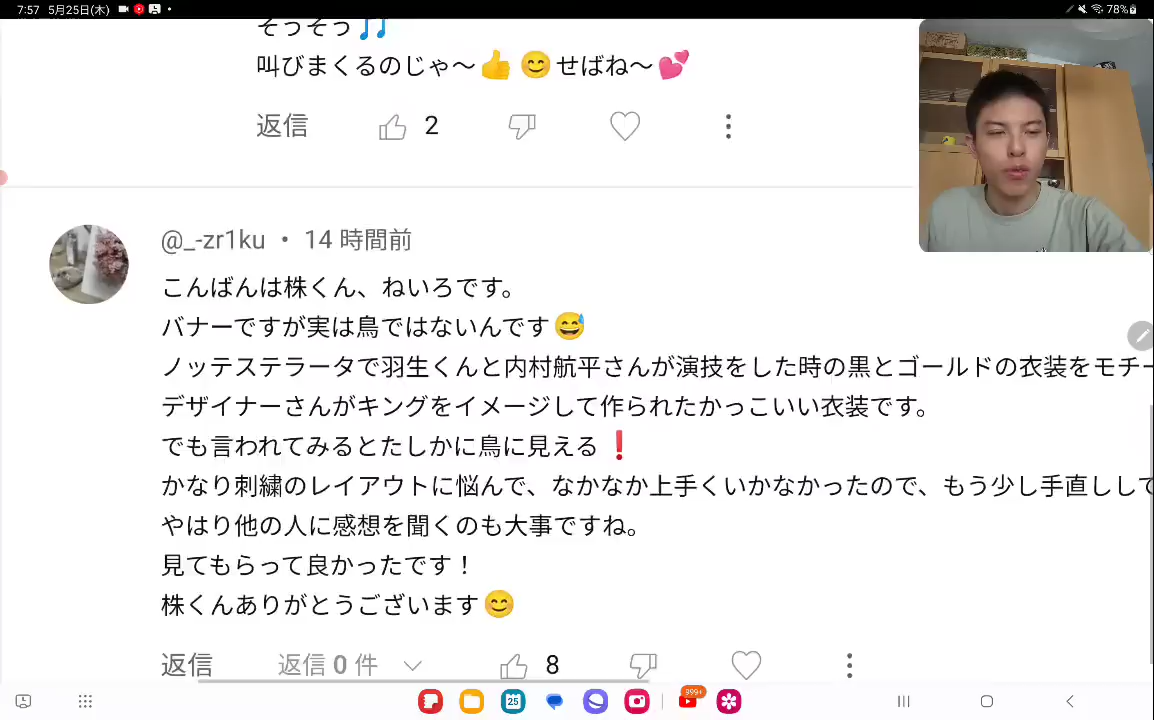 7:57 5月25日(木) 78%
そうそう🎵
叫びまくるのじゃ〜👍 😊せばね〜💕
返信 2
@_-zr1ku • 14 時間前
こんばんは株くん、ねいろです。
バナーですが実は鳥ではないんです😅
ノッテステラータで羽生くんと内村航平さんが演技をした時の黒とゴールドの衣装をモチー
デザイナーさんがキングをイメージして作られたかっこいい衣装です。
でも言われてみるとたしかに鳥に見える❗
かなり刺繍のレイアウトに悩んで、なかなか上手くいかなかったので、もう少し手直しして
やはり他の人に感想を聞くのも大事ですね。
見てもらって良かったです！
株くんありがとうございます😊
返信 返信 0 件 8
25 999+